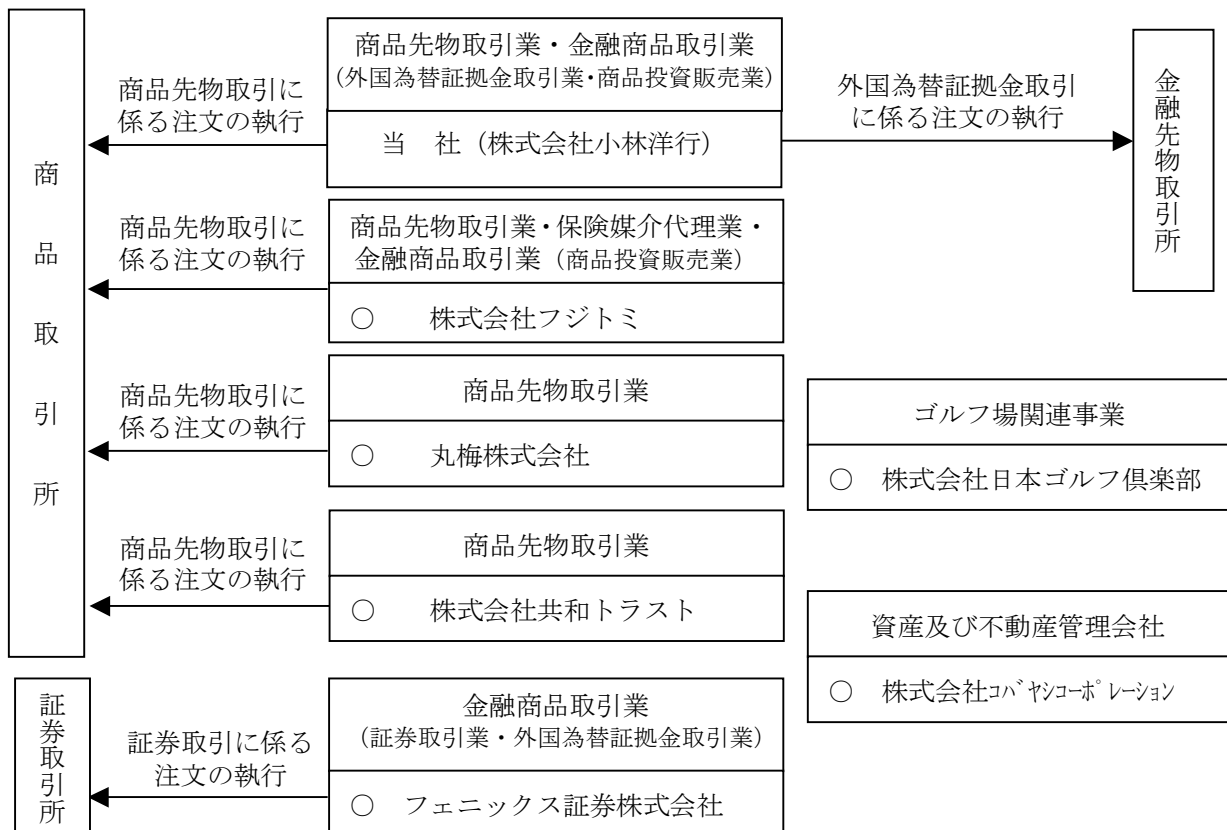 商品取引所
商品先物取引に
係る注文の執行
商品先物取引業・金融商品取引業
(外国為替証拠金取引業・商品投資販売業)
当　社（株式会社小林洋行）
外国為替証拠金取引
に係る注文の執行
金融先物取引所
商品先物取引に
係る注文の執行
商品先物取引業・保険媒介代理業・
金融商品取引業（商品投資販売業）
○　株式会社フジトミ
商品先物取引に
係る注文の執行
商品先物取引業
○　丸梅株式会社
ゴルフ場関連事業
○　株式会社日本ゴルフ倶楽部
商品先物取引に
係る注文の執行
商品先物取引業
○　株式会社共和トラスト
資産及び不動産管理会社
○　株式会社ｺﾊﾞﾔｼｺｰﾎﾟﾚｰｼｮﾝ
証券取引所
証券取引に係る
注文の執行
金融商品取引業
（証券取引業・外国為替証拠金取引業）
○　フェニックス証券株式会社